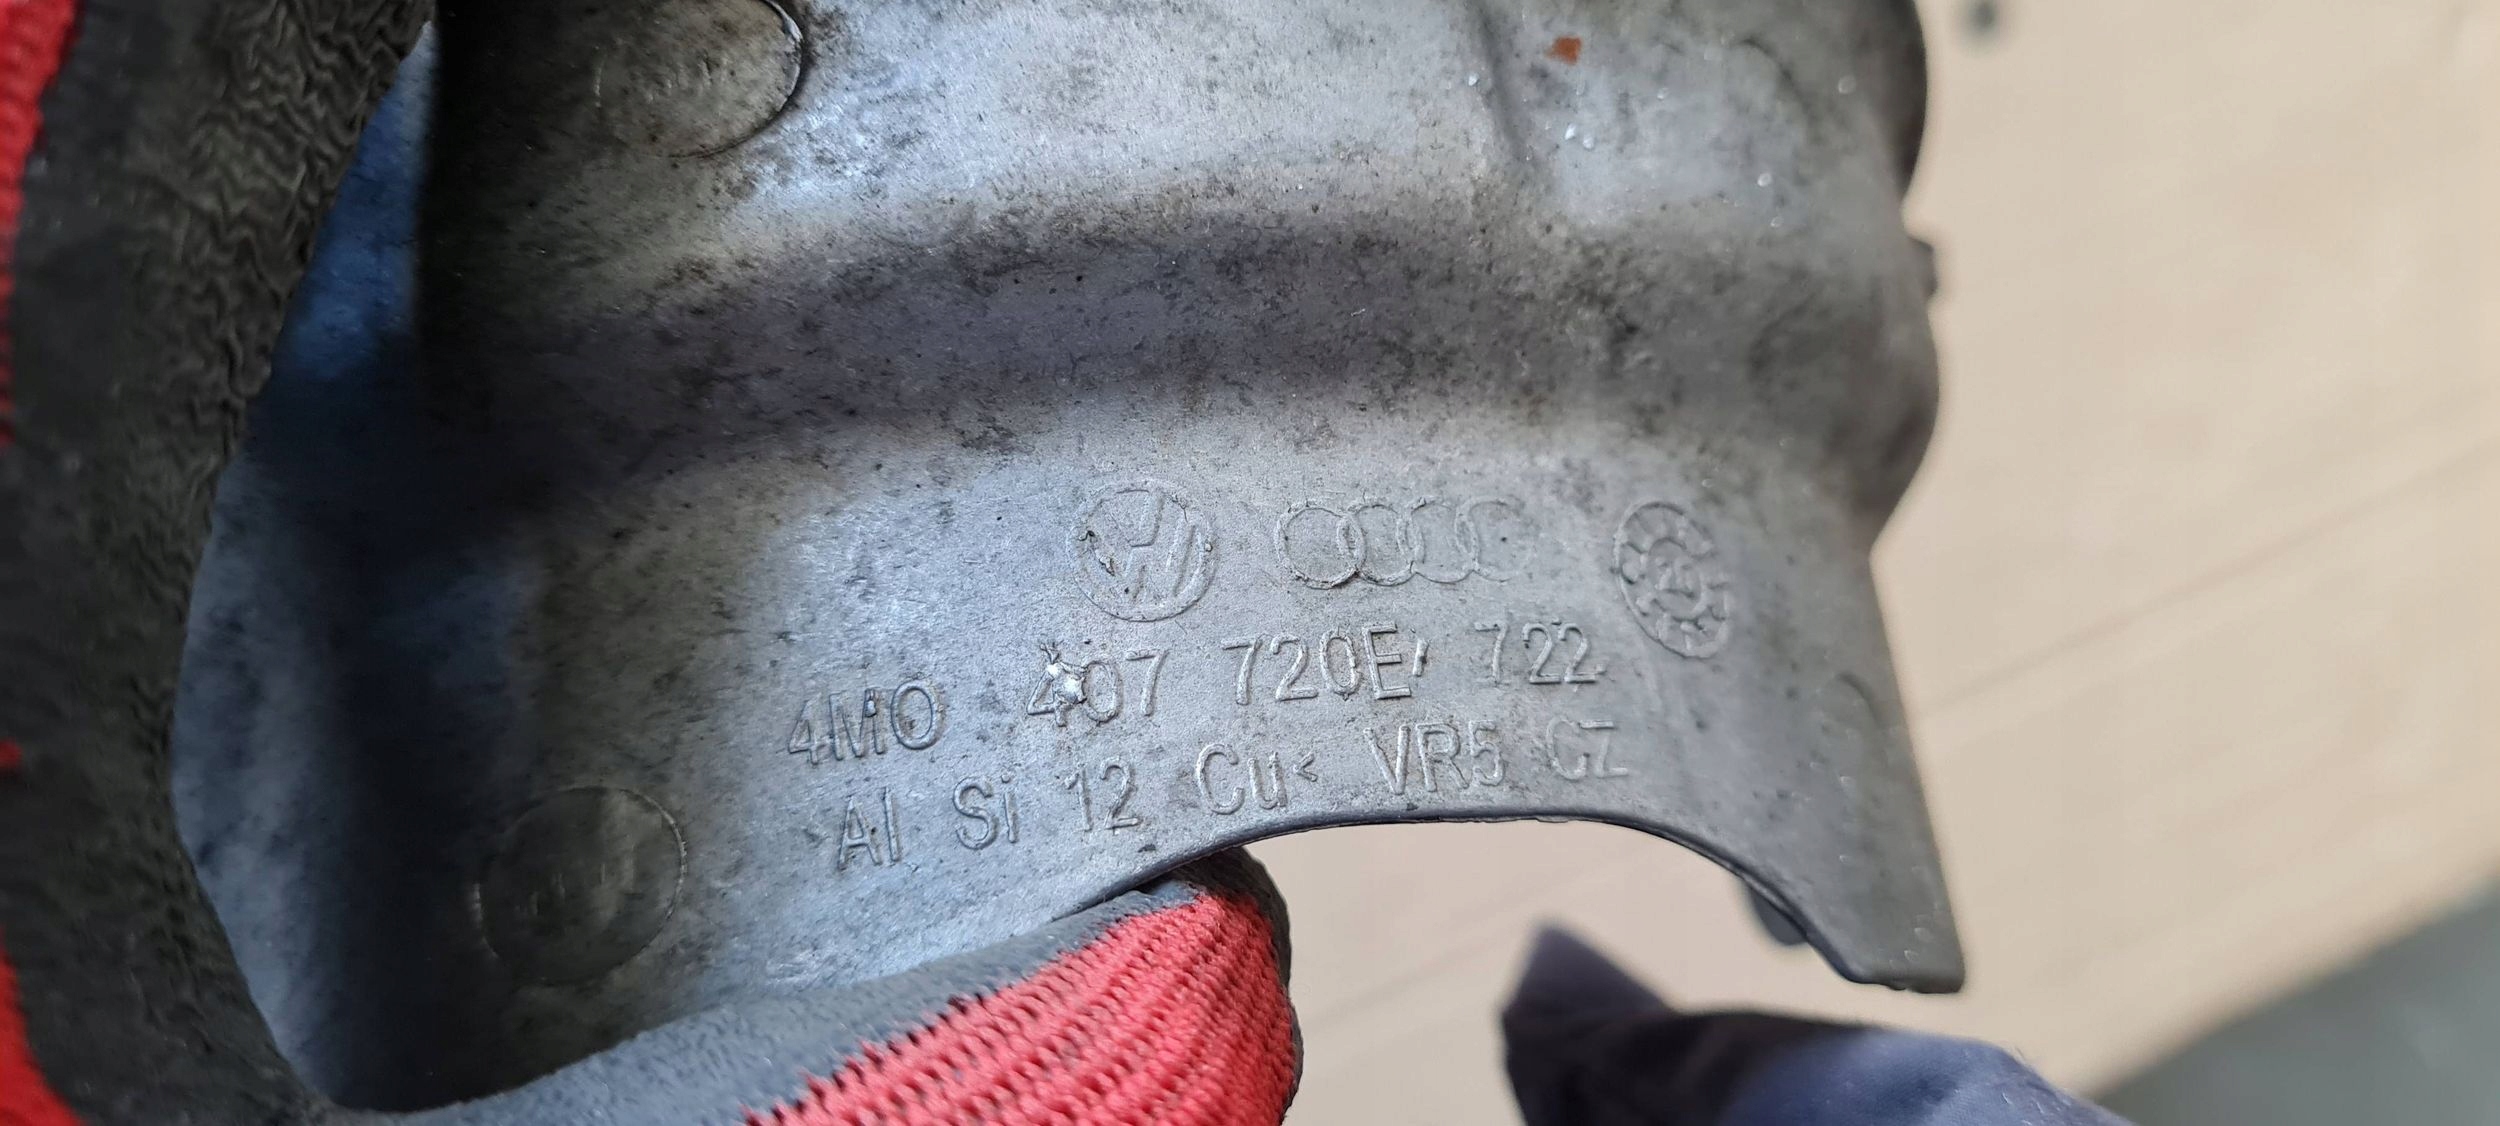 4M0 407 720E, 722
Al Si 12 Cu< VR5 CZ